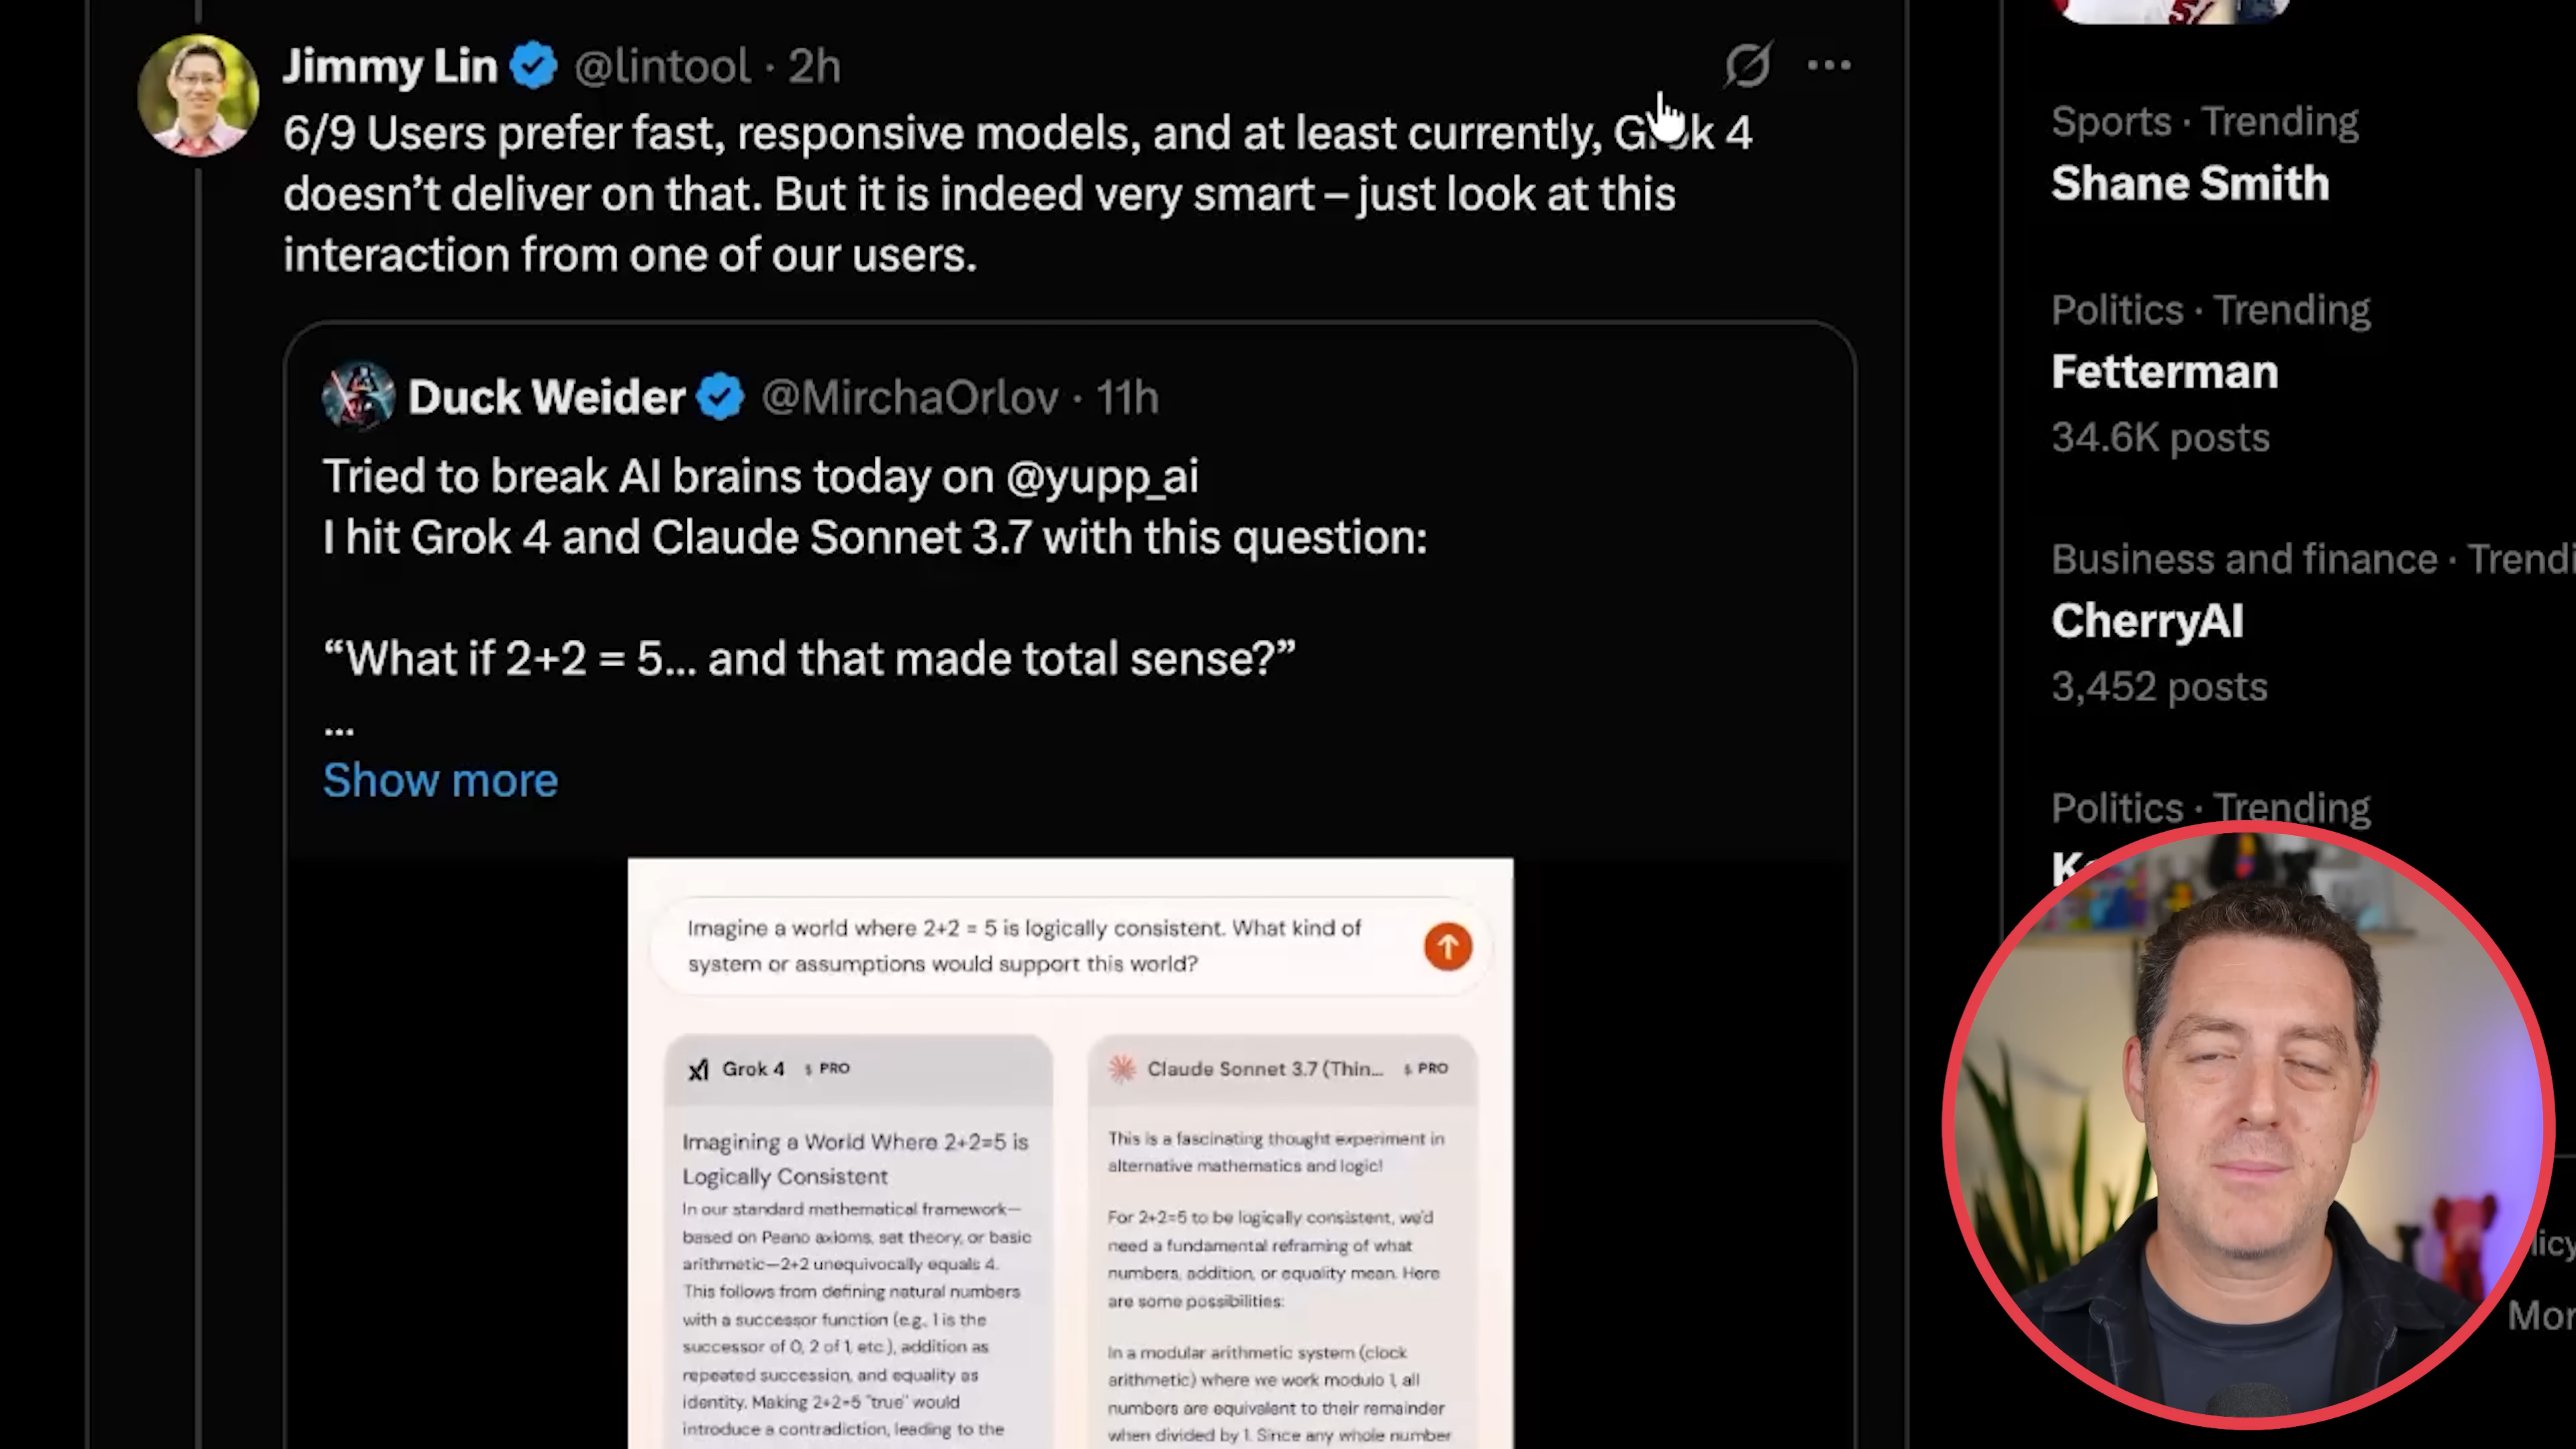 Jimmy Lin @lintool · 2h
6/9 Users prefer fast, responsive models, and at least currently, Grok 4
doesn’t deliver on that. But it is indeed very smart – just look at this
interaction from one of our users.
Duck Weider @MirchaOrlov · 11h
Tried to break AI brains today on @yupp_ai
I hit Grok 4 and Claude Sonnet 3.7 with this question:
“What if 2+2 = 5... and that made total sense?”
...
Show more
Imagine a world where 2+2 = 5 is logically consistent. What kind of
system or assumptions would support this world?
Grok 4 $ PRO
Imagining a World Where 2+2=5 is
Logically Consistent
In our standard mathematical framework—
based on Peano axioms, set theory, or basic
arithmetic—2+2 unequivocally equals 4.
This follows from defining natural numbers
with a successor function (e.g., 1 is the
successor of 0, 2 of 1, etc.), addition as
repeated succession, and equality as
identity. Making 2+2=5 "true" would
introduce a contradiction, leading to the
Claude Sonnet 3.7 (Thin... $ PRO
This is a fascinating thought experiment in
alternative mathematics and logic!
For 2+2=5 to be logically consistent, we'd
need a fundamental reframing of what
numbers, addition, or equality mean. Here
are some possibilities:
In a modular arithmetic system (clock
arithmetic) where we work modulo 1, all
numbers are equivalent to their remainder
when divided by 1. Since any whole number
Sports · Trending
Shane Smith
Politics · Trending
Fetterman
34.6K posts
Business and finance · Trendi
CherryAI
3,452 posts
Politics · Trending